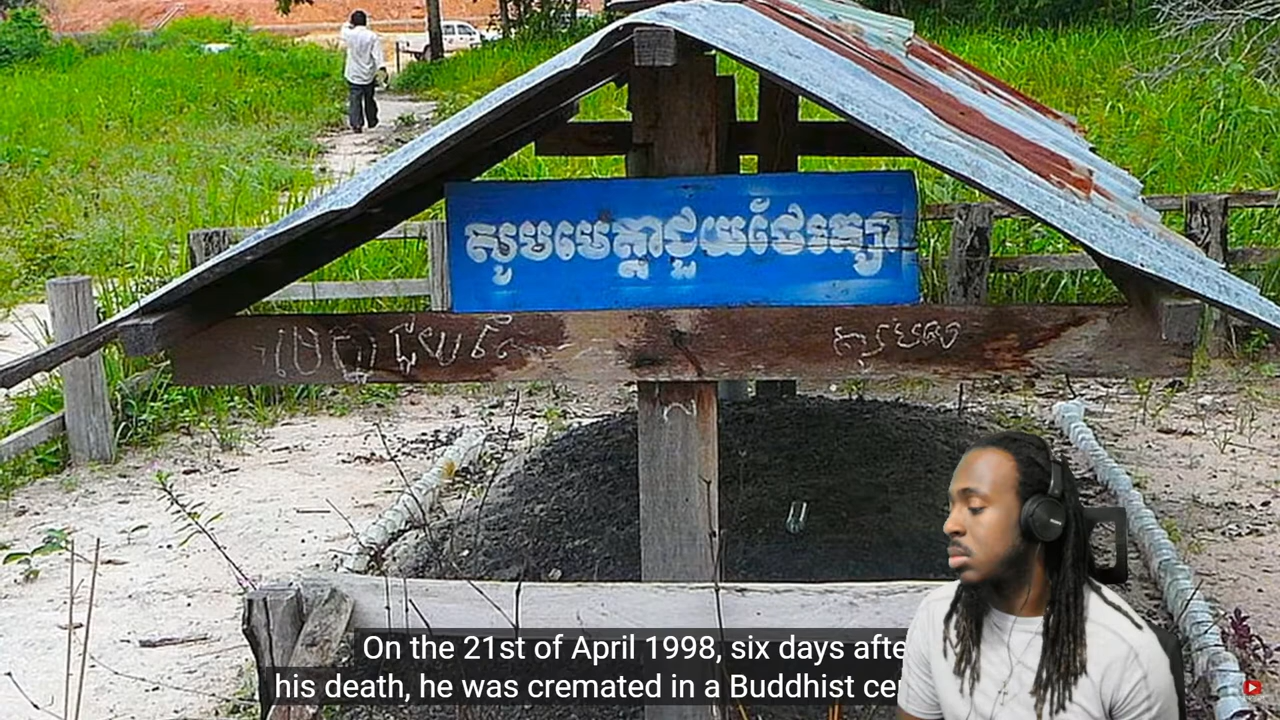 សូមមេត្តាជួយថែរក្សា
On the 21st of April 1998, six days afte
his death, he was cremated in a Buddhist ce